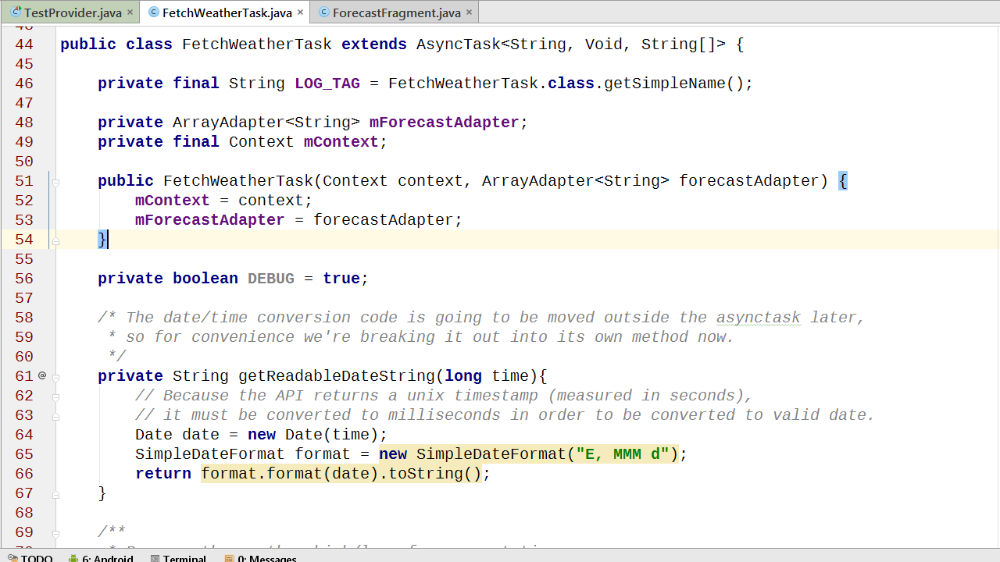 TestProvider.java × FetchWeatherTask.java × ForecastFragment.java ×
44 public class FetchWeatherTask extends AsyncTask<String, Void, String[]> {
45
46 private final String LOG_TAG = FetchWeatherTask.class.getSimpleName();
47
48 private ArrayAdapter<String> mForecastAdapter;
49 private final Context mContext;
50
51 public FetchWeatherTask(Context context, ArrayAdapter<String> forecastAdapter) {
52 mContext = context;
53 mForecastAdapter = forecastAdapter;
54 }
55
56 private boolean DEBUG = true;
57
58 /* The date/time conversion code is going to be moved outside the asynctask later,
59 * so for convenience we're breaking it out into its own method now.
60 */
61 @ private String getReadableDateString(long time){
62 // Because the API returns a unix timestamp (measured in seconds),
63 // it must be converted to milliseconds in order to be converted to valid date.
64 Date date = new Date(time);
65 SimpleDateFormat format = new SimpleDateFormat("E, MMM d");
66 return format.format(date).toString();
67 }
68
69 /**
TODO 6: Android Terminal 0: Messages